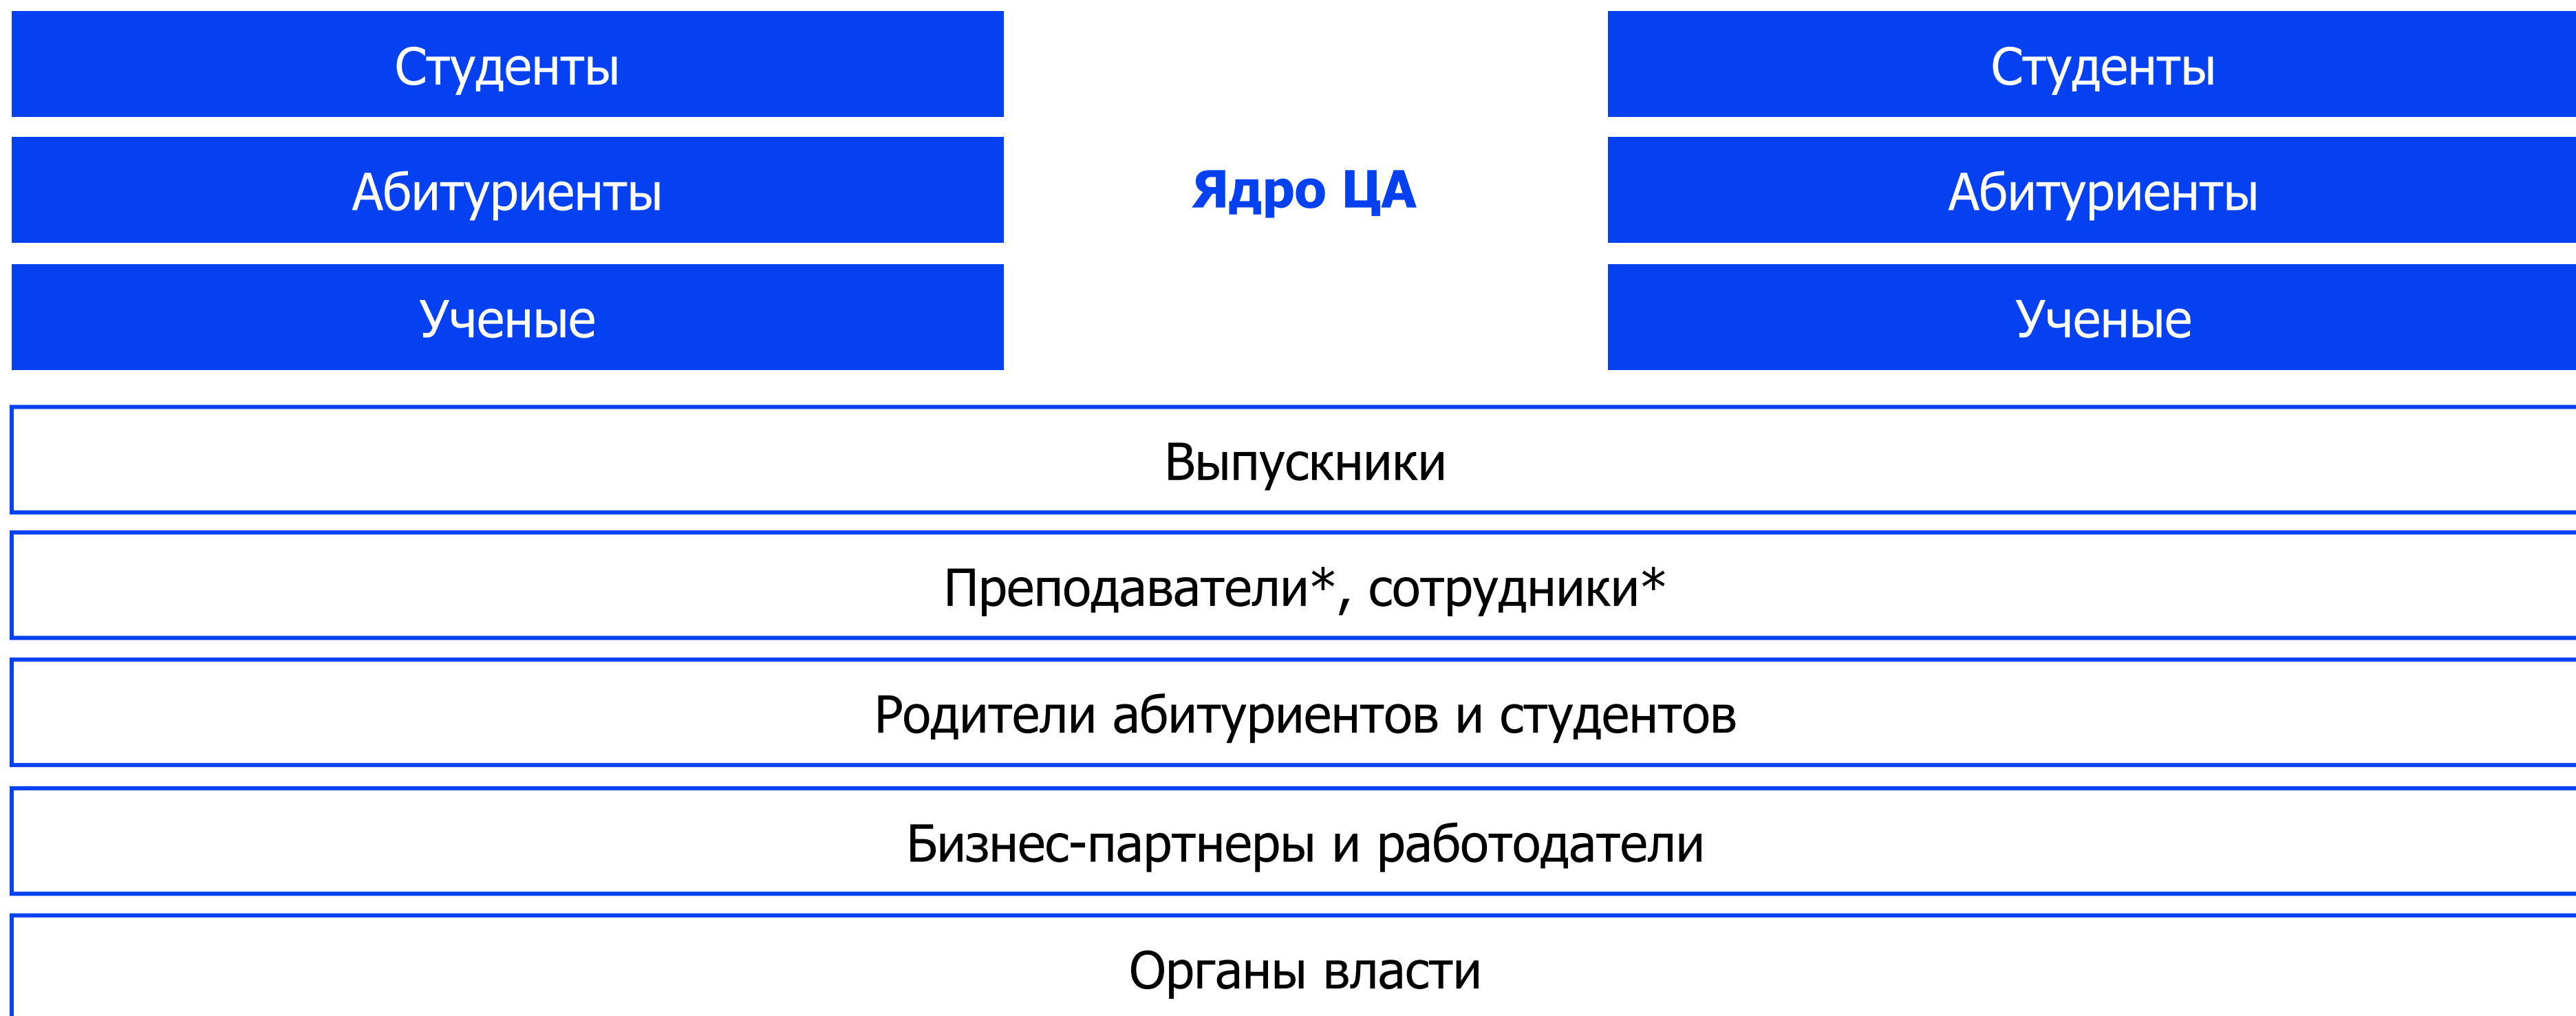 Студенты
Студенты
Абитуриенты
Ядро ЦА
Абитуриенты
Ученые
Ученые
Выпускники
Преподаватели*, сотрудники*
Родители абитуриентов и студентов
Бизнес-партнеры и работодатели
Органы власти